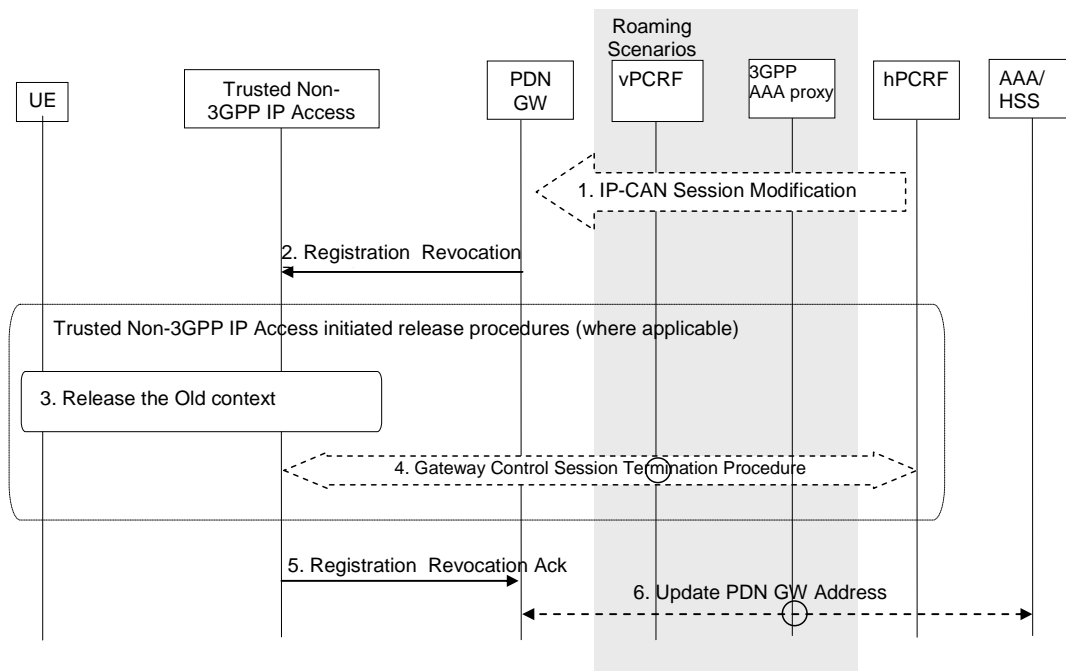 Roaming
Scenarios
UE
Trusted Non-
3GPP IP Access
PDN
GW
vPCRF
3GPP
AAA proxy
hPCRF
AAA/
HSS
1. IP-CAN Session Modification
2. Registration Revocation
Trusted Non-3GPP IP Access initiated release procedures (where applicable)
3. Release the Old context
4. Gateway Control Session Termination Procedure
5. Registration Revocation Ack
6. Update PDN GW Address